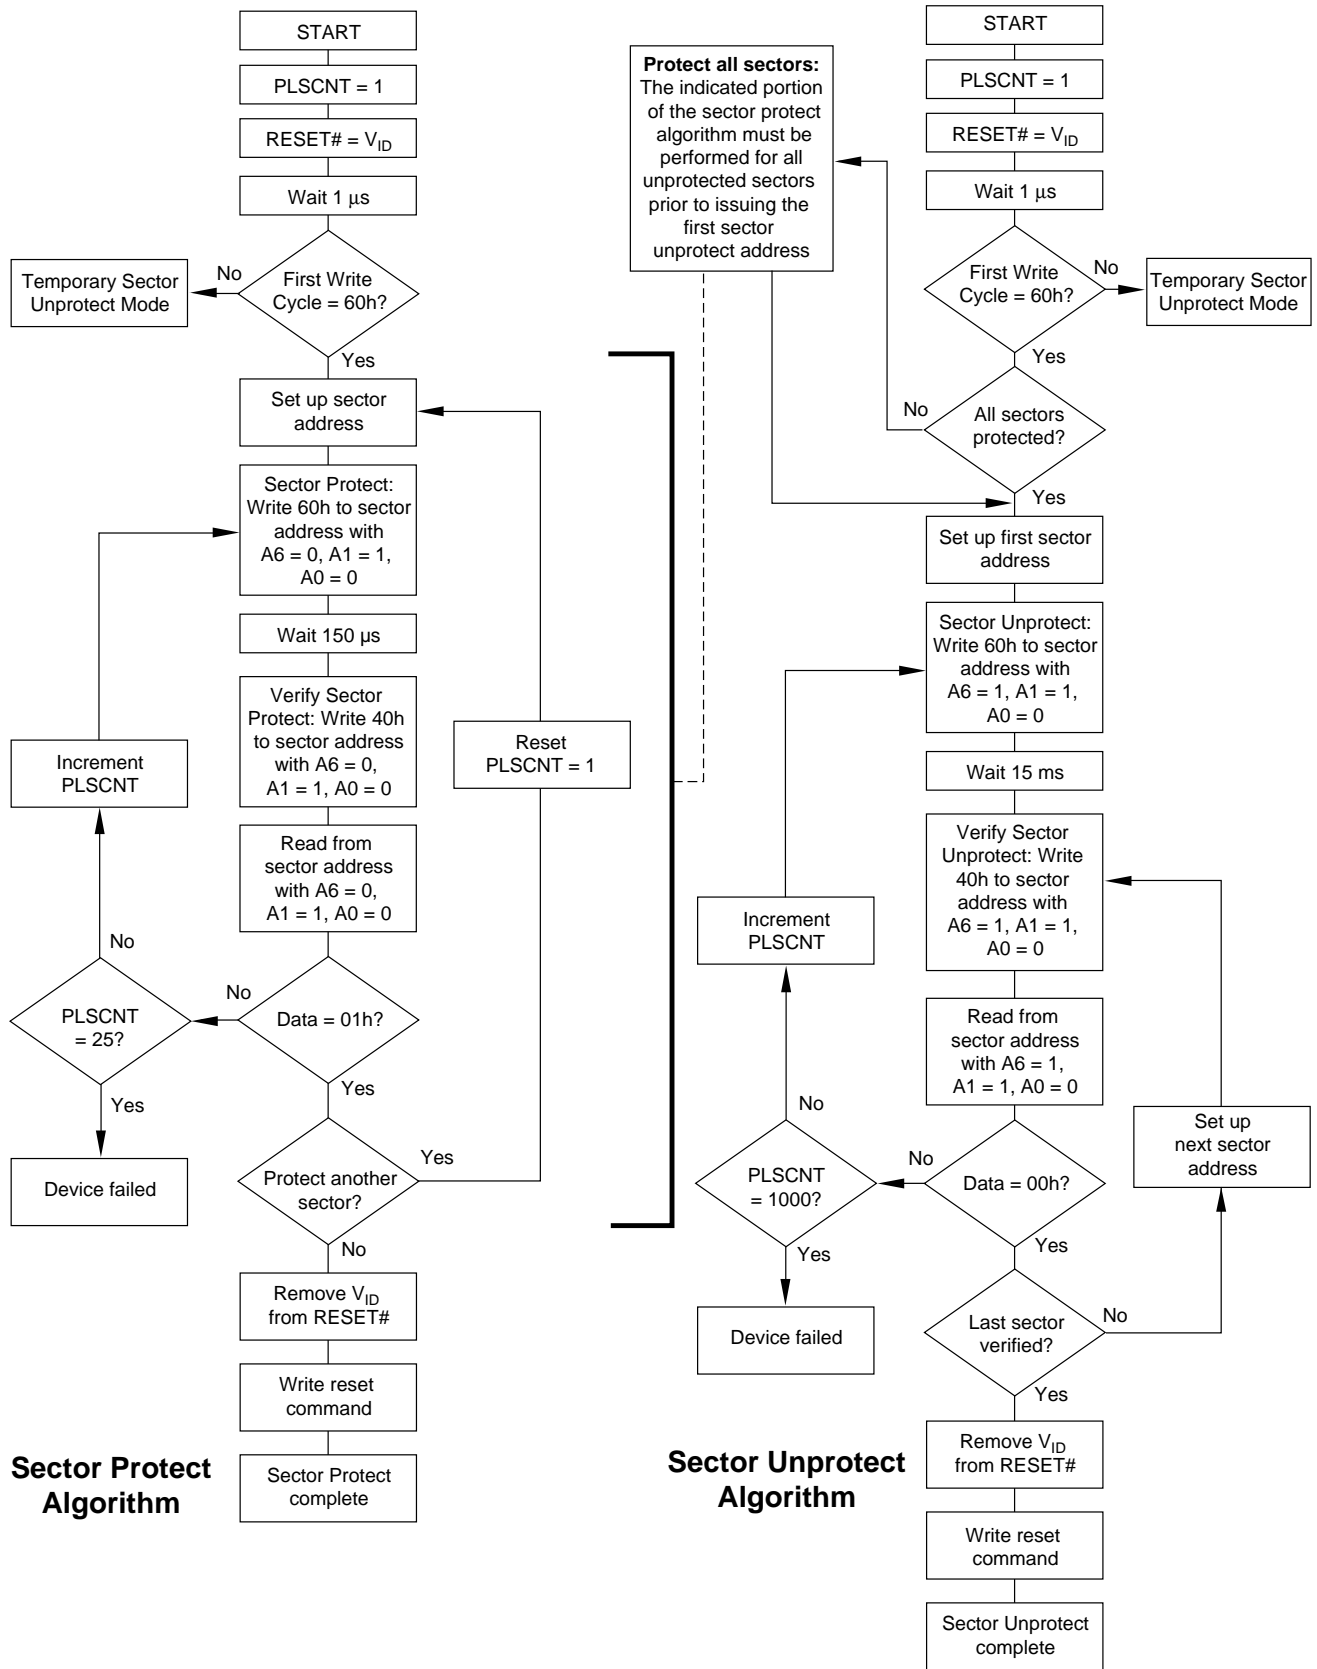 START
PLSCNT = 1
RESET# = VID
Wait 1 μs
First Write
Cycle = 60h?
No
Temporary Sector
Unprotect Mode
Yes
Set up sector
address
Sector Protect:
Write 60h to sector
address with
A6 = 0, A1 = 1,
A0 = 0
Wait 150 µs
Verify Sector
Protect: Write 40h
to sector address
with A6 = 0,
A1 = 1, A0 = 0
Increment
PLSCNT
Reset
PLSCNT = 1
Read from
sector address
with A6 = 0,
A1 = 1, A0 = 0
No
PLSCNT
= 25?
No
Data = 01h?
Yes
Yes
Device failed
Protect another
sector?
Yes
No
Remove VID
from RESET#
Write reset
command
Sector Protect
complete
Sector Protect
Algorithm
Protect all sectors:
The indicated portion
of the sector protect
algorithm must be
performed for all
unprotected sectors
prior to issuing the
first sector
unprotect address
START
PLSCNT = 1
RESET# = VID
Wait 1 μs
First Write
Cycle = 60h?
No
Temporary Sector
Unprotect Mode
Yes
No
All sectors
protected?
Yes
Set up first sector
address
Sector Unprotect:
Write 60h to sector
address with
A6 = 1, A1 = 1,
A0 = 0
Wait 15 ms
Verify Sector
Unprotect: Write
40h to sector
address with
A6 = 1, A1 = 1,
A0 = 0
Increment
PLSCNT
Read from
sector address
with A6 = 1,
A1 = 1, A0 = 0
No
PLSCNT
= 1000?
No
Data = 00h?
Set up
next sector
address
Yes
Yes
Device failed
Last sector
verified?
No
Yes
Remove VID
from RESET#
Write reset
command
Sector Unprotect
complete
Sector Unprotect
Algorithm